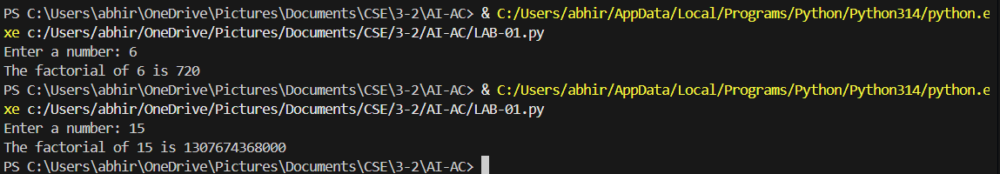 PS C:\Users\abhir\OneDrive\Pictures\Documents\CSE\3-2\AI-AC> & C:/Users/abhir/AppData/Local/Programs/Python/Python314/python.e
xe c:/Users/abhir/OneDrive/Pictures/Documents/CSE/3-2/AI-AC/LAB-01.py
Enter a number: 6
The factorial of 6 is 720
PS C:\Users\abhir\OneDrive\Pictures\Documents\CSE\3-2\AI-AC> & C:/Users/abhir/AppData/Local/Programs/Python/Python314/python.e
xe c:/Users/abhir/OneDrive/Pictures/Documents/CSE/3-2/AI-AC/LAB-01.py
Enter a number: 15
The factorial of 15 is 1307674368000
PS C:\Users\abhir\OneDrive\Pictures\Documents\CSE\3-2\AI-AC>